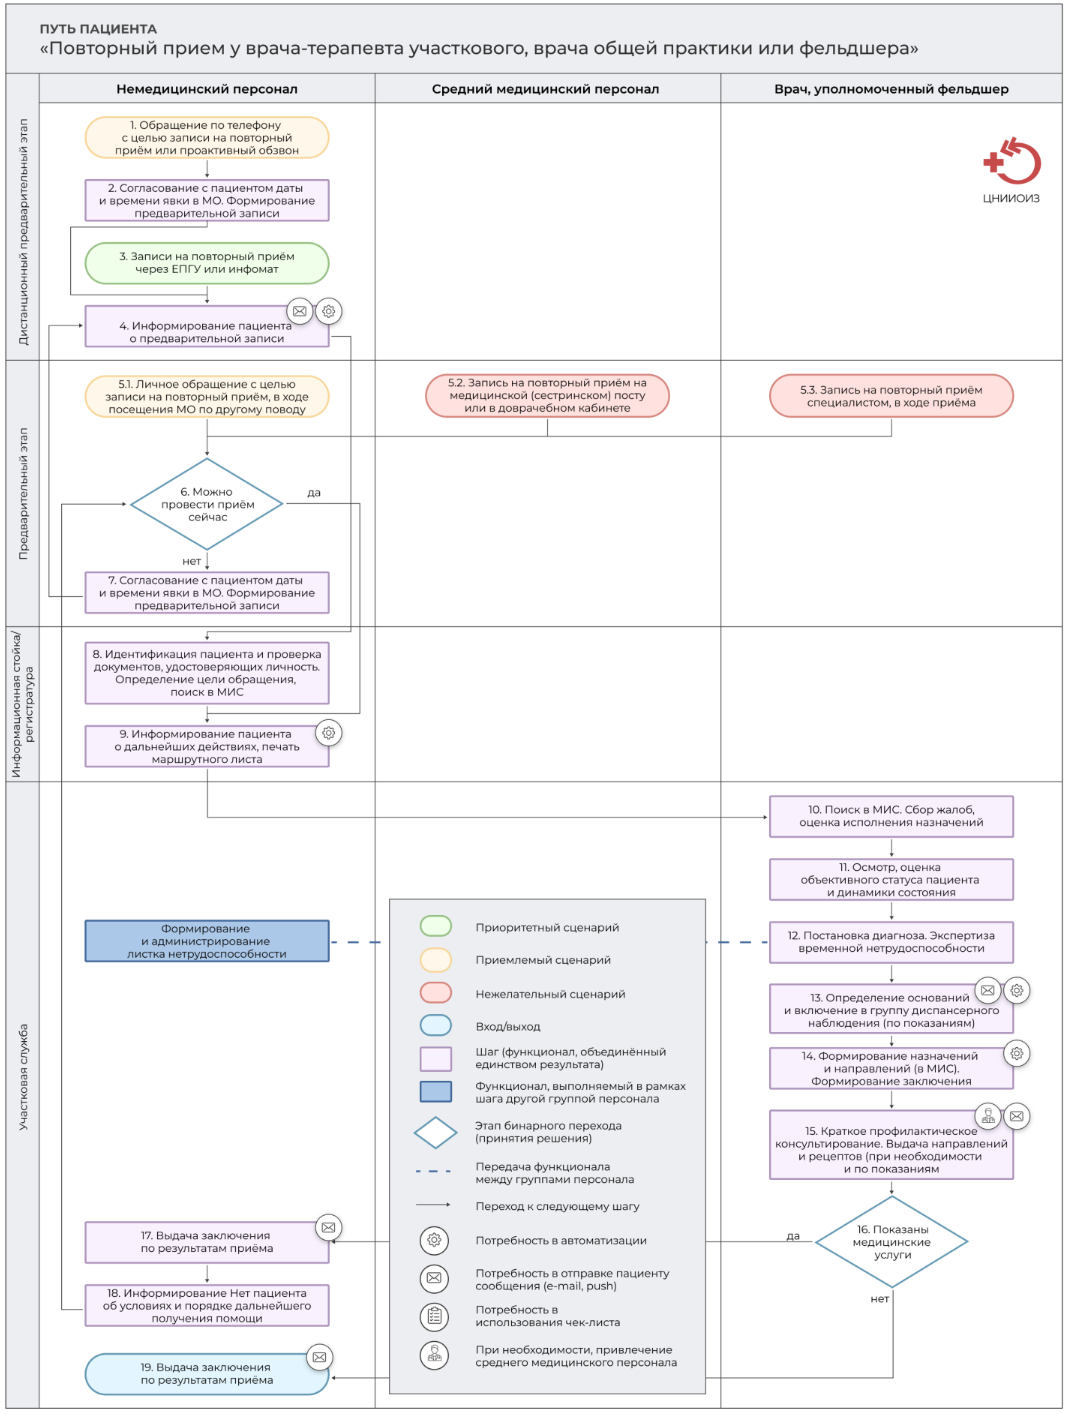 ПУТЬ ПАЦИЕНТА
«Повторный прием у врача-терапевта участкового, врача общей практики или фельдшера»
Немедицинский персонал
Средний медицинский персонал
Врач, уполномоченный фельдшер
Дистанционный предварительный этап
1. Обращение по телефону
с целью записи на повторный
приём или проактивный обзвон
ЦНИИОИЗ
2. Согласование с пациентом даты
и времени явки в МО. Формирование
предварительной записи
3. Записи на повторный приём
через ЕПГУ или инфомат
4. Информирование пациента
о предварительной записи
Предварительный этап
5.1. Личное обращение с целью
записи на повторный приём, в ходе
посещения МО по другому поводу
5.2. Запись на повторный приём на
медицинской (сестринском) посту
или в доврачебном кабинете
5.3. Запись на повторный приём
специалистом, в ходе приёма
6. Можно
провести приём
сейчас
да
нет
7. Согласование с пациентом даты
и времени явки в МО. Формирование
предварительной записи
Информационная стойка/
регистратура
8. Идентификация пациента и проверка
документов, удостоверяющих личность.
Определение цели обращения,
поиск в МИС
9. Информирование пациента
о дальнейших действиях, печать
маршрутного листа
Участковая служба
10. Поиск в МИС. Сбор жалоб,
оценка исполнения назначений
11. Осмотр, оценка
объективного статуса пациента
и динамики состояния
Формирование
и администрирование
листка нетрудоспособности
12. Постановка диагноза. Экспертиза
временной нетрудоспособности
13. Определение оснований
и включение в группу диспансерного
наблюдения (по показаниям)
14. Формирование назначений
и направлений (в МИС).
Формирование заключения
15. Краткое профилактическое
консультирование. Выдача направлений
и рецептов (при необходимости
и по показаниям
16. Показаны
медицинские
услуги
да
нет
17. Выдача заключения
по результатам приёма
18. Информирование Нет пациента
об условиях и порядке дальнейшего
получения помощи
19. Выдача заключения
по результатам приёма
Приоритетный сценарий
Приемлемый сценарий
Нежелательный сценарий
Вход/выход
Шаг (функционал, объединённый
единством результата)
Функционал, выполняемый в рамках
шага другой группой персонала
Этап бинарного перехода
(принятия решения)
Передача функционала
между группами персонала
Переход к следующему шагу
Потребность в автоматизации
Потребность в отправке пациенту
сообщения (e-mail, push)
Потребность в
использования чек-листа
При необходимости, привлечение
среднего медицинского персонала